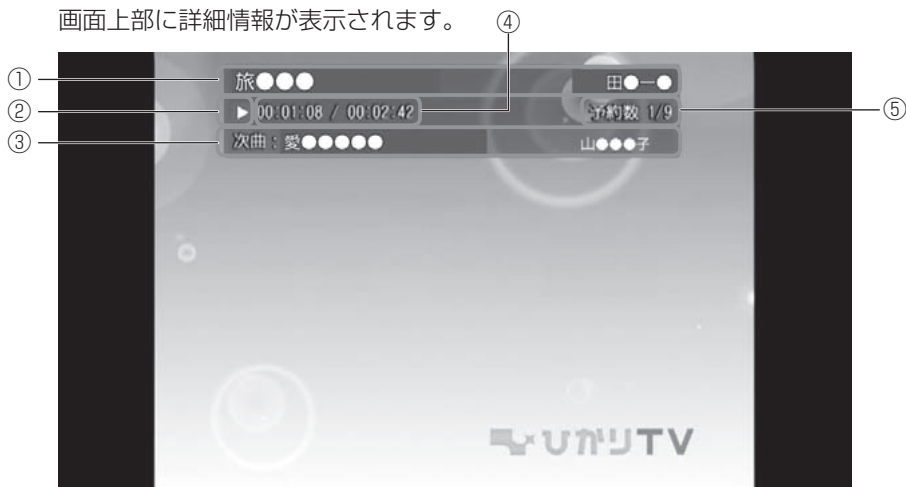 画面上部に詳細情報が表示されます。
④
① 旅●●● 田●一●
② ▶ 00:01:08 / 00:02:42 予約数 1/9 ⑤
③ 次曲：愛●●●●● 山●●●子
ひかりTV